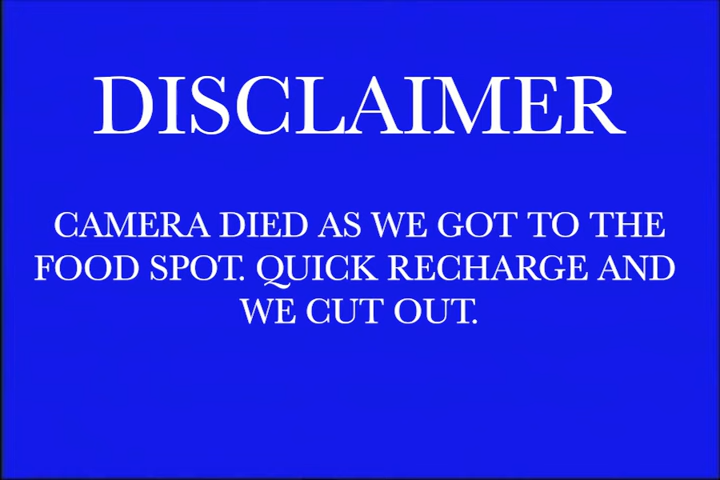 DISCLAIMER
CAMERA DIED AS WE GOT TO THE
FOOD SPOT. QUICK RECHARGE AND
WE CUT OUT.